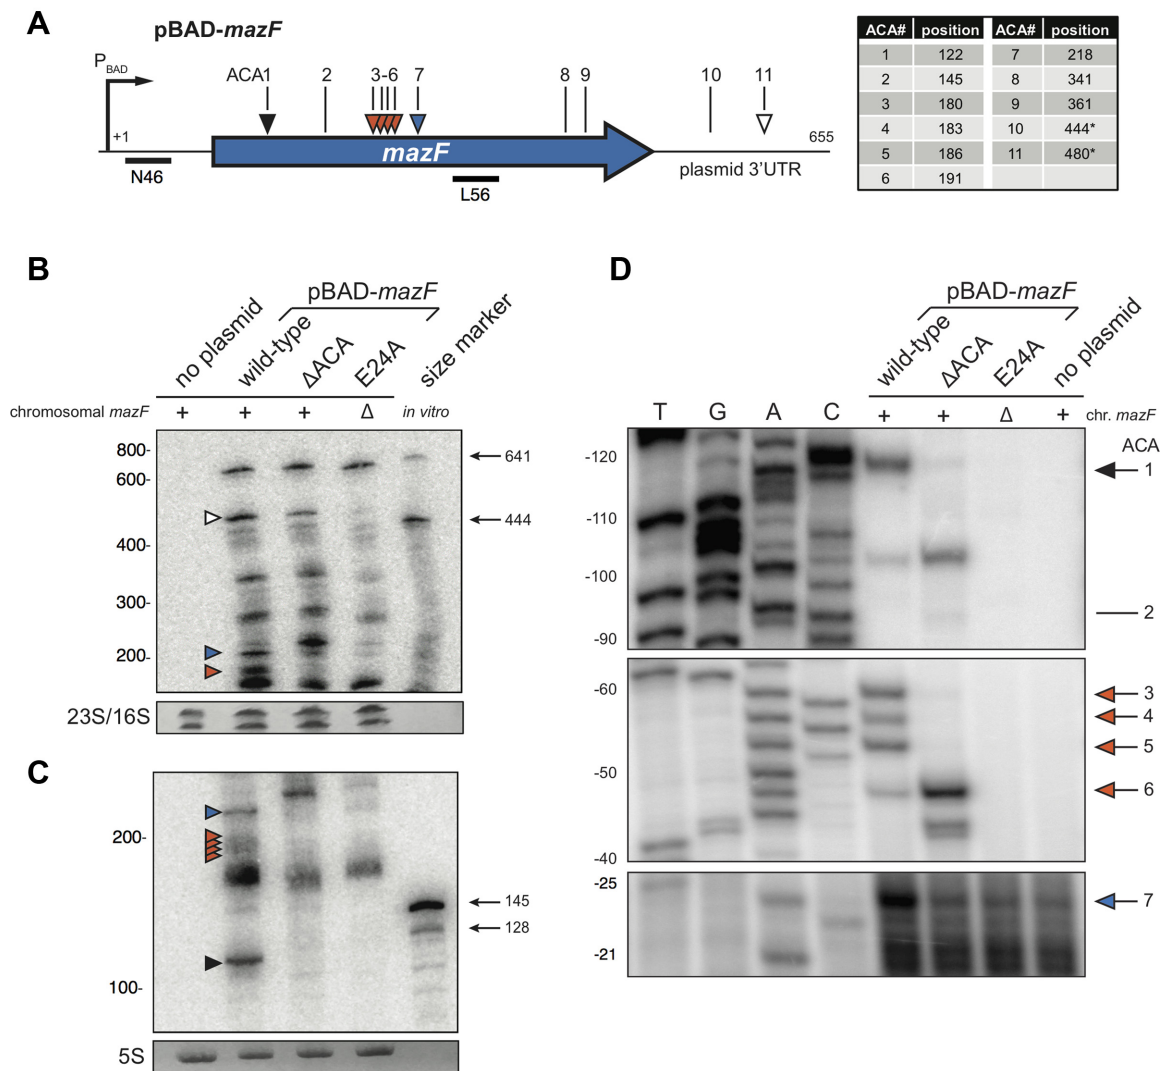 A
pBAD-mazF
P BAD
ACA1 2 3-6 7 8 9 10 11
+1
655
mazF
N46
L56
plasmid 3'UTR
ACA# position ACA# position
1 122 7 218
2 145 8 341
3 180 9 361
4 183 10 444*
5 186 11 480*
6 191
B
pBAD-mazF
no plasmid
wild-type
ΔACA
E24A
size marker
chromosomal mazF + + + Δ in vitro
800-
600-
400-
300-
200-
641
444
23S/16S
C
200-
100-
145
128
5S
D
pBAD-mazF
wild-type
ΔACA
E24A
no plasmid
T G A C + + Δ + chr. mazF
ACA
-120
-110
-100
-90
1
2
-60
-50
-40
3
4
5
6
-25
-21
7